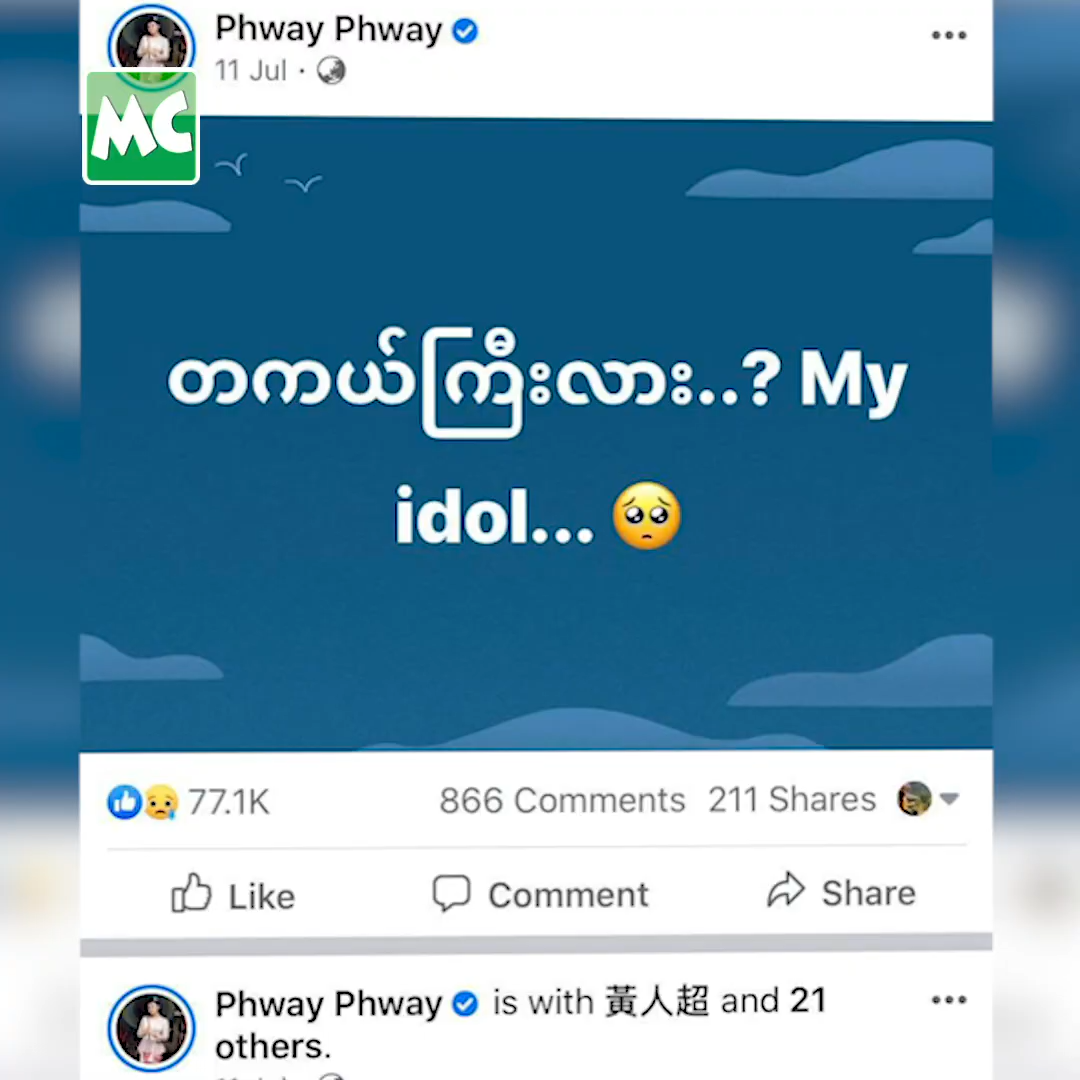 Phway Phway
11 Jul ·
MC
တကယ်ကြီးလား..? My
idol... 🥺
77.1K 866 Comments 211 Shares
Like Comment Share
Phway Phway is with 黃人超 and 21
others.